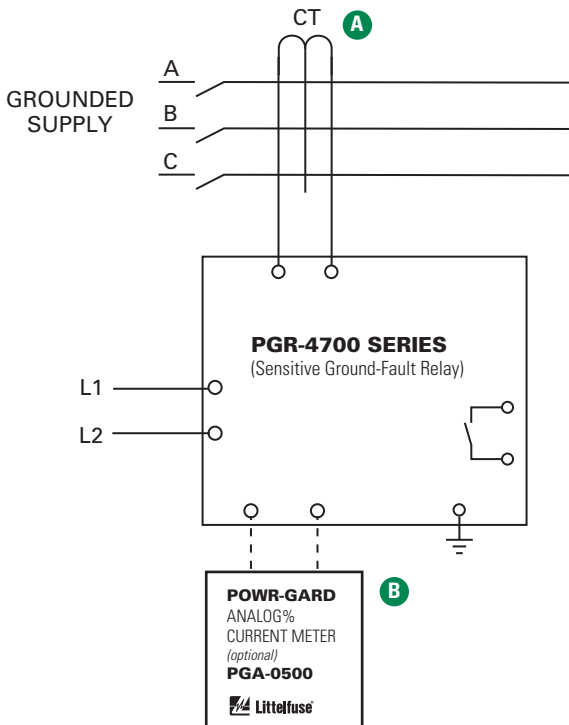 CT
A
A
GROUNDED
SUPPLY
B
C
PGR-4700 SERIES
(Sensitive Ground-Fault Relay)
L1
L2
B
POWR-GARD
ANALOG%
CURRENT METER
(optional)
PGA-0500
Littelfuse®